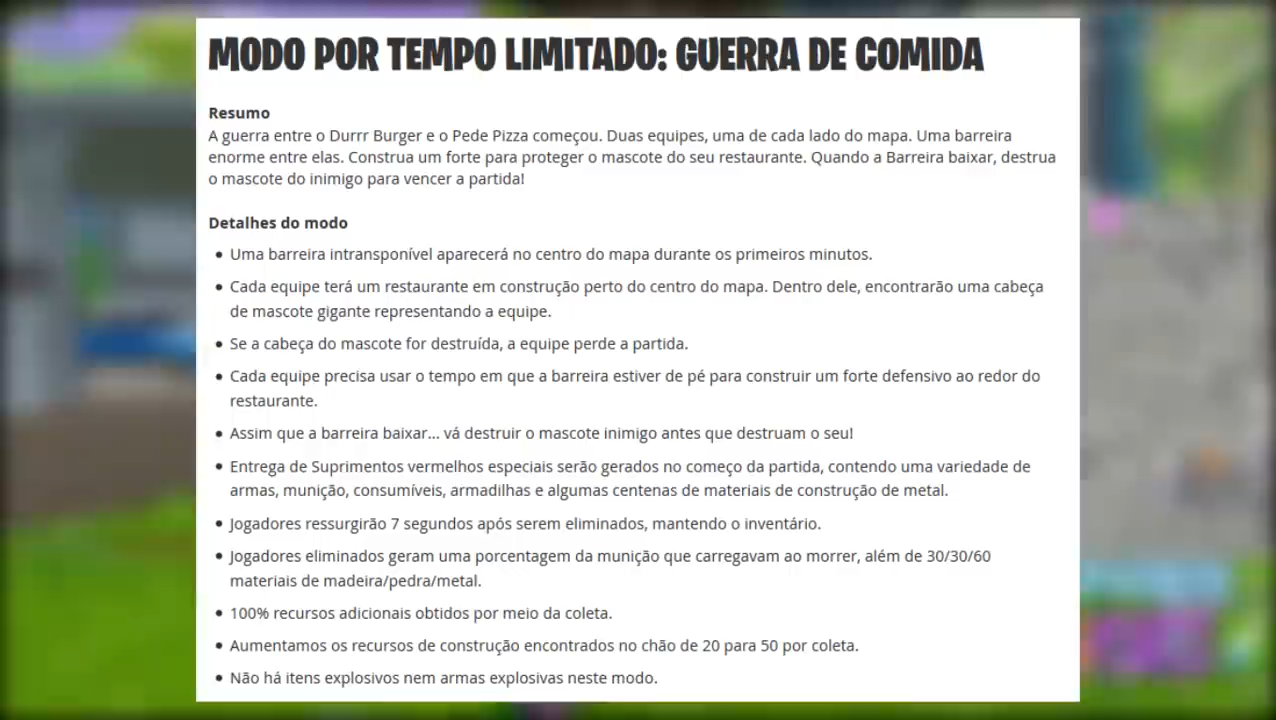 MODO POR TEMPO LIMITADO: GUERRA DE COMIDA
Resumo
A guerra entre o Durrr Burger e o Pede Pizza começou. Duas equipes, uma de cada lado do mapa. Uma barreira
enorme entre elas. Construa um forte para proteger o mascote do seu restaurante. Quando a Barreira baixar, destrua
o mascote do inimigo para vencer a partida!
Detalhes do modo
• Uma barreira intransponível aparecerá no centro do mapa durante os primeiros minutos.
• Cada equipe terá um restaurante em construção perto do centro do mapa. Dentro dele, encontrarão uma cabeça
de mascote gigante representando a equipe.
• Se a cabeça do mascote for destruída, a equipe perde a partida.
• Cada equipe precisa usar o tempo em que a barreira estiver de pé para construir um forte defensivo ao redor do
restaurante.
• Assim que a barreira baixar... vá destruir o mascote inimigo antes que destruam o seu!
• Entrega de Suprimentos vermelhos especiais serão gerados no começo da partida, contendo uma variedade de
armas, munição, consumíveis, armadilhas e algumas centenas de materiais de construção de metal.
• Jogadores ressurgirão 7 segundos após serem eliminados, mantendo o inventário.
• Jogadores eliminados geram uma porcentagem da munição que carregavam ao morrer, além de 30/30/60
materiais de madeira/pedra/metal.
• 100% recursos adicionais obtidos por meio da coleta.
• Aumentamos os recursos de construção encontrados no chão de 20 para 50 por coleta.
• Não há itens explosivos nem armas explosivas neste modo.